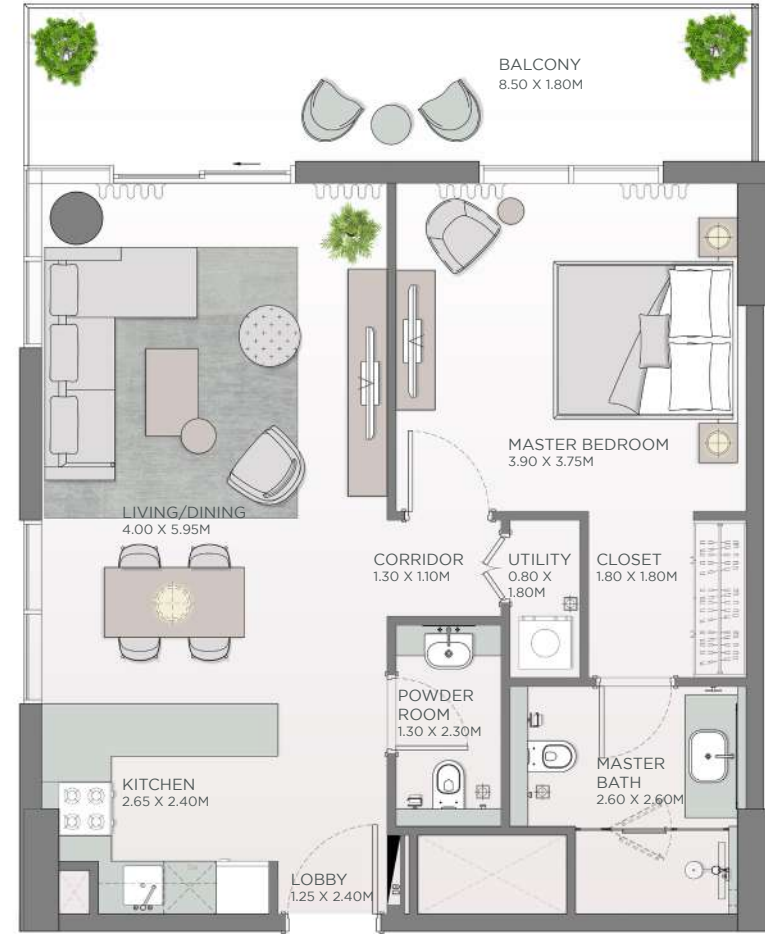 BALCONY
8.50 X 1.80M
MASTER BEDROOM
3.90 X 3.75M
LIVING/DINING
4.00 X 5.95M
CORRIDOR
1.30 X 1.10M
UTILITY
0.80 X
1.80M
CLOSET
1.80 X 1.80M
POWDER
ROOM
1.30 X 2.30M
MASTER
BATH
2.60 X 2.60M
KITCHEN
2.65 X 2.40M
LOBBY
1.25 X 2.40M
DB